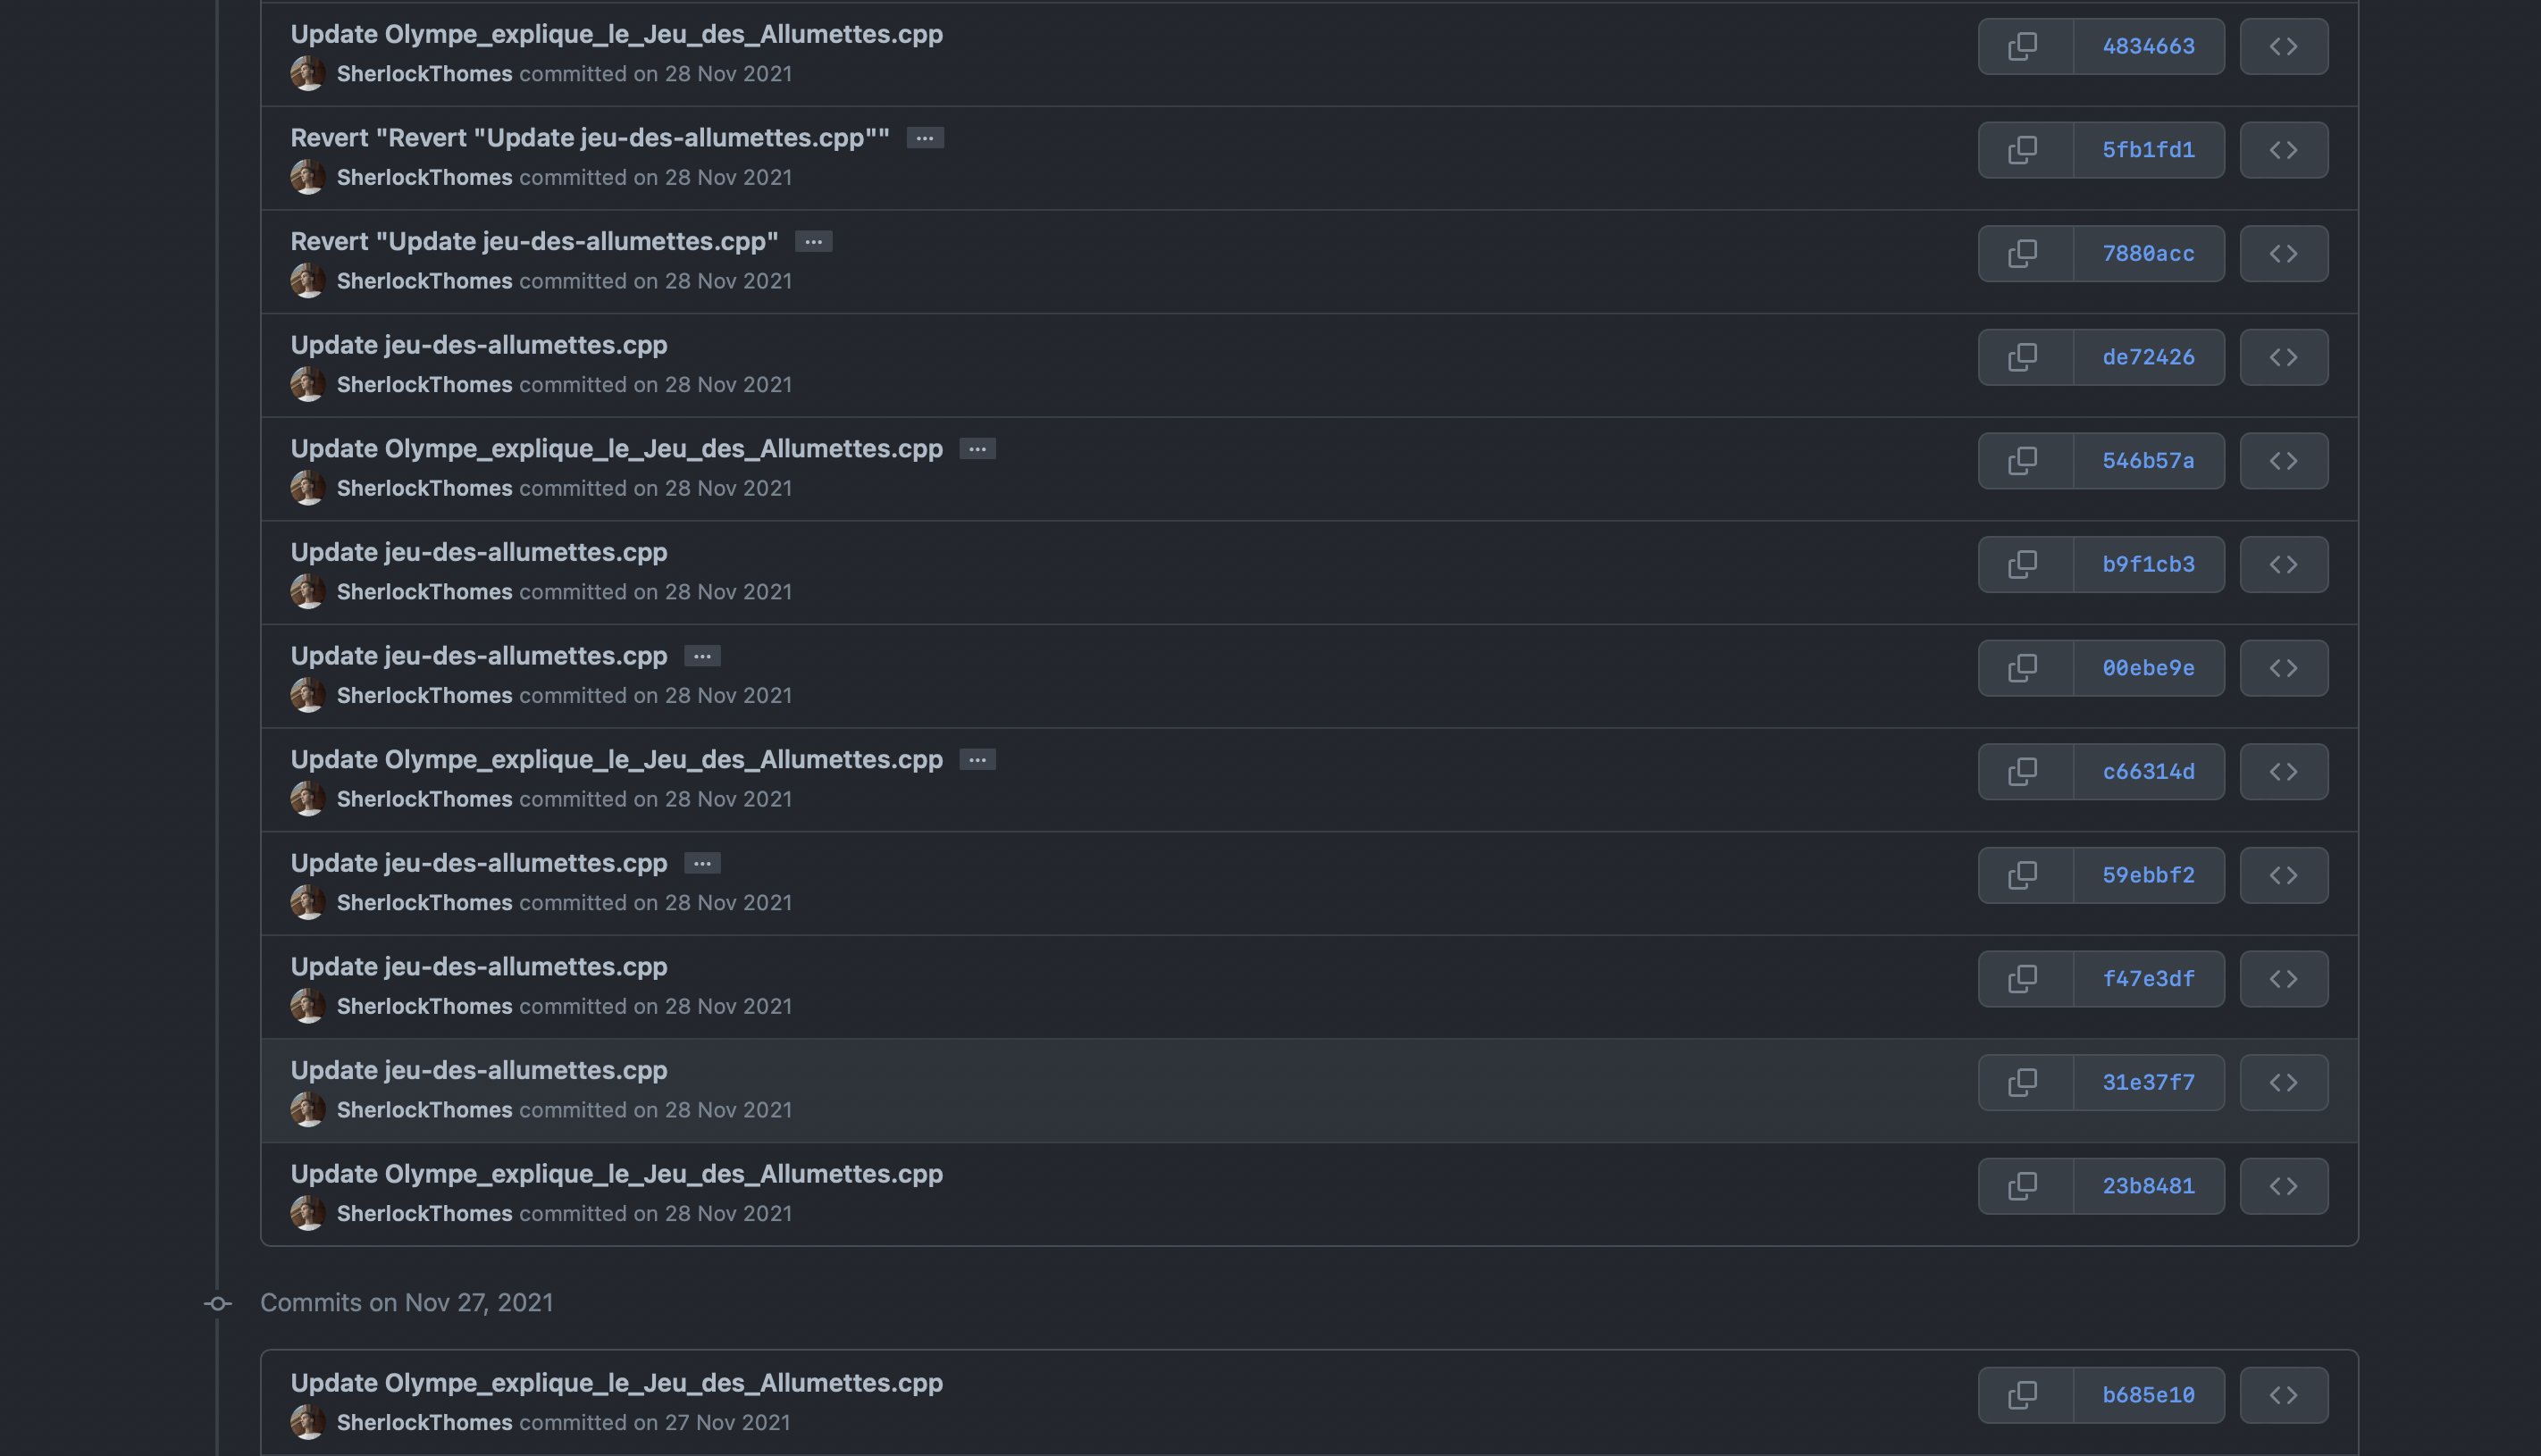 Update Olympe_explique_le_Jeu_des_Allumettes.cpp
SherlockThomes committed on 28 Nov 2021
4834663
Revert "Revert "Update jeu-des-allumettes.cpp"" ...
SherlockThomes committed on 28 Nov 2021
5fb1fd1
Revert "Update jeu-des-allumettes.cpp" ...
SherlockThomes committed on 28 Nov 2021
7880acc
Update jeu-des-allumettes.cpp
SherlockThomes committed on 28 Nov 2021
de72426
Update Olympe_explique_le_Jeu_des_Allumettes.cpp ...
SherlockThomes committed on 28 Nov 2021
546b57a
Update jeu-des-allumettes.cpp
SherlockThomes committed on 28 Nov 2021
b9f1cb3
Update jeu-des-allumettes.cpp ...
SherlockThomes committed on 28 Nov 2021
00ebe9e
Update Olympe_explique_le_Jeu_des_Allumettes.cpp ...
SherlockThomes committed on 28 Nov 2021
c66314d
Update jeu-des-allumettes.cpp ...
SherlockThomes committed on 28 Nov 2021
59ebbf2
Update jeu-des-allumettes.cpp
SherlockThomes committed on 28 Nov 2021
f47e3df
Update jeu-des-allumettes.cpp
SherlockThomes committed on 28 Nov 2021
31e37f7
Update Olympe_explique_le_Jeu_des_Allumettes.cpp
SherlockThomes committed on 28 Nov 2021
23b8481
Commits on Nov 27, 2021
Update Olympe_explique_le_Jeu_des_Allumettes.cpp
SherlockThomes committed on 27 Nov 2021
b685e10